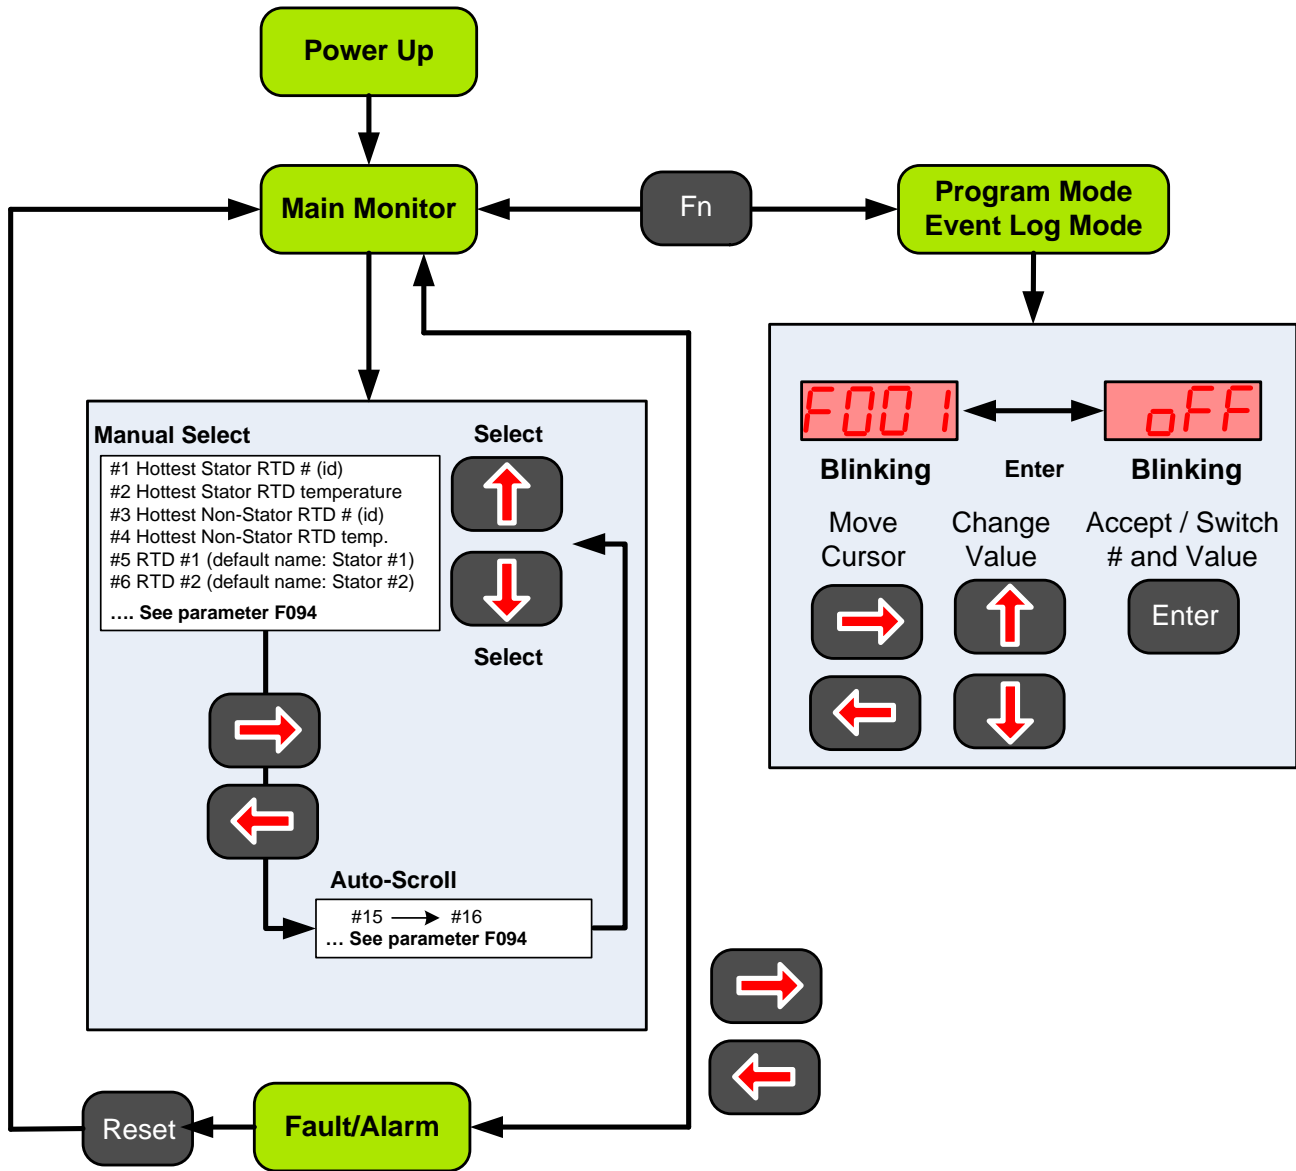 Power Up
Main Monitor
Fn
Program Mode
Event Log Mode
Manual Select
#1 Hottest Stator RTD # (id)
#2 Hottest Stator RTD temperature
#3 Hottest Non-Stator RTD # (id)
#4 Hottest Non-Stator RTD temp.
#5 RTD #1 (default name: Stator #1)
#6 RTD #2 (default name: Stator #2)
.... See parameter F094
Select
Select
Auto-Scroll
#15 #16
... See parameter F094
F001
oFF
Blinking
Enter
Blinking
Move
Cursor
Change
Value
Accept / Switch
# and Value
Enter
Reset
Fault/Alarm